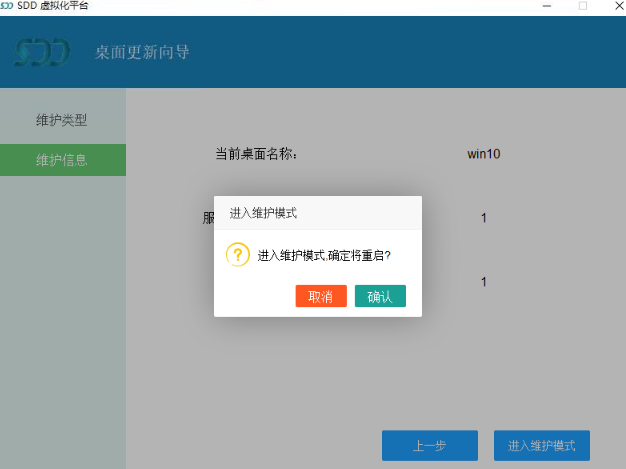 SDD 虚拟化平台
SDD
桌面更新向导
维护类型
维护信息
当前桌面名称：
win10
服
1
1
进入维护模式
进入维护模式,确定将重启?
取消
确认
上一步
进入维护模式